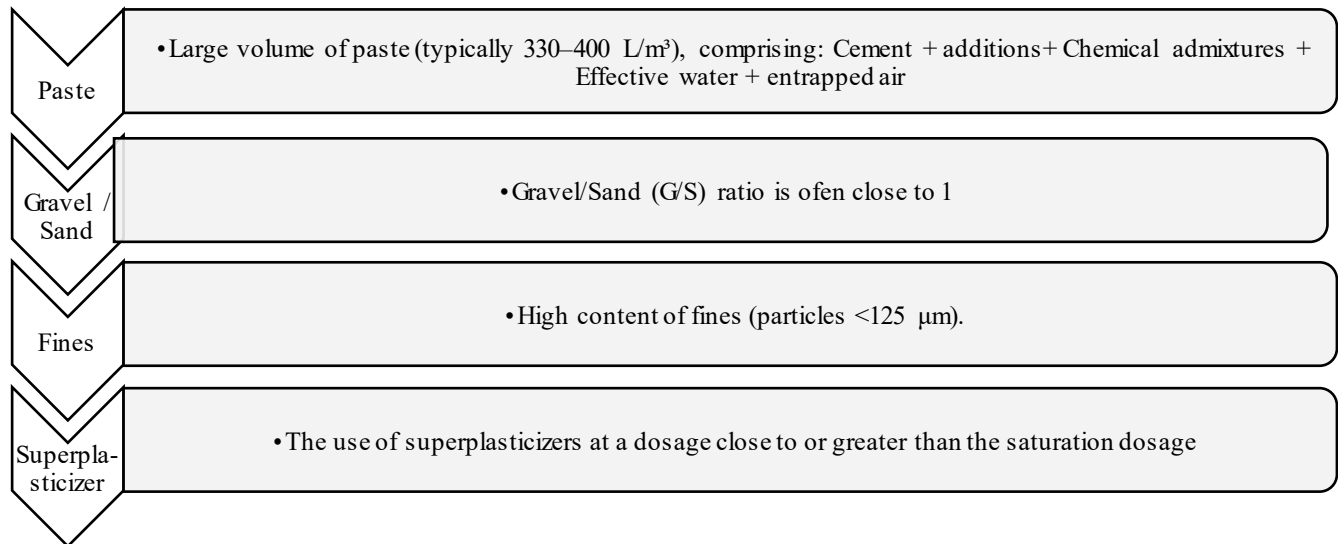 Paste
•Large volume of paste (typically 330–400 L/m³), comprising: Cement + additions+ Chemical admixtures +
Effective water + entrapped air
Gravel /
Sand
•Gravel/Sand (G/S) ratio is ofen close to 1
Fines
•High content of fines (particles <125 μm).
Superpla-
sticizer
•The use of superplasticizers at a dosage close to or greater than the saturation dosage